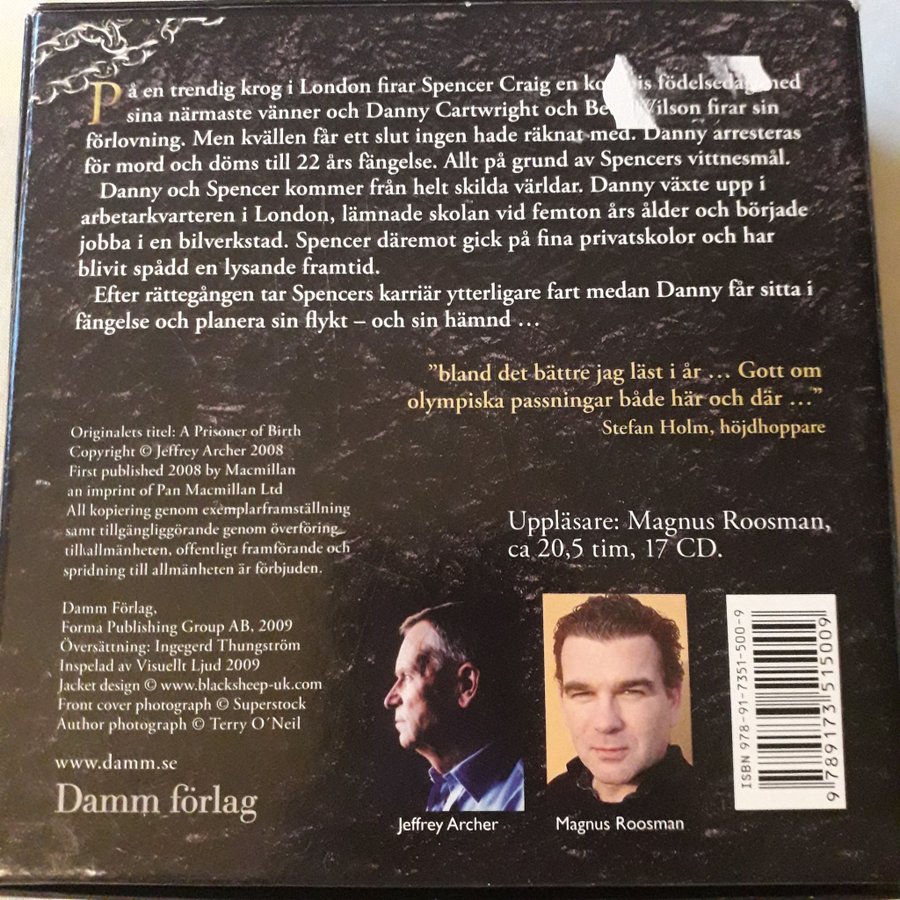 På en trendig krog i London firar Spencer Craig en födelsedag med
sina närmaste vänner och Danny Cartwright och Wilson firar sin
förlovning. Men kvällen får ett slut ingen hade räknat med. Danny arresteras
för mord och döms till 22 års fängelse. Allt på grund av Spencers vittnesmål.
Danny och Spencer kommer från helt skilda världar. Danny växte upp i
arbetarkvarteren i London, lämnade skolan vid femton års ålder och började
jobba i en bilverkstad. Spencer däremot gick på fina privatskolor och har
blivit spådd en lysande framtid.
Efter rättegången tar Spencers karriär ytterligare fart medan Danny får sitta i
fängelse och planera sin flykt – och sin hämnd ...
”bland det bättre jag läst i år ... Gott om
olympiska passningar både här och där ...”
Stefan Holm, höjdhoppare
Originalets titel: A Prisoner of Birth
Copyright © Jeffrey Archer 2008
First published 2008 by Macmillan
an imprint of Pan Macmillan Ltd
All kopiering genom exemplarframställning
samt tillgängliggörande genom överföring
tillkallmänheten, offentligt framförande och
spridning till allmänheten är förbjuden.
Uppläsare: Magnus Roosman,
ca 20,5 tim, 17 CD.
Damm Förlag,
Forma Publishing Group AB, 2009
Översättning: Ingegerd Thungström
Inspelad av Visuellt Ljud 2009
Jacket design © www.blacksheep-uk.com
Front cover photograph © Superstock
Author photograph © Terry O´Neil
www.damm.se
Damm förlag
Jeffrey Archer
Magnus Roosman
ISBN 978-91-7351-500-9
9789173515009